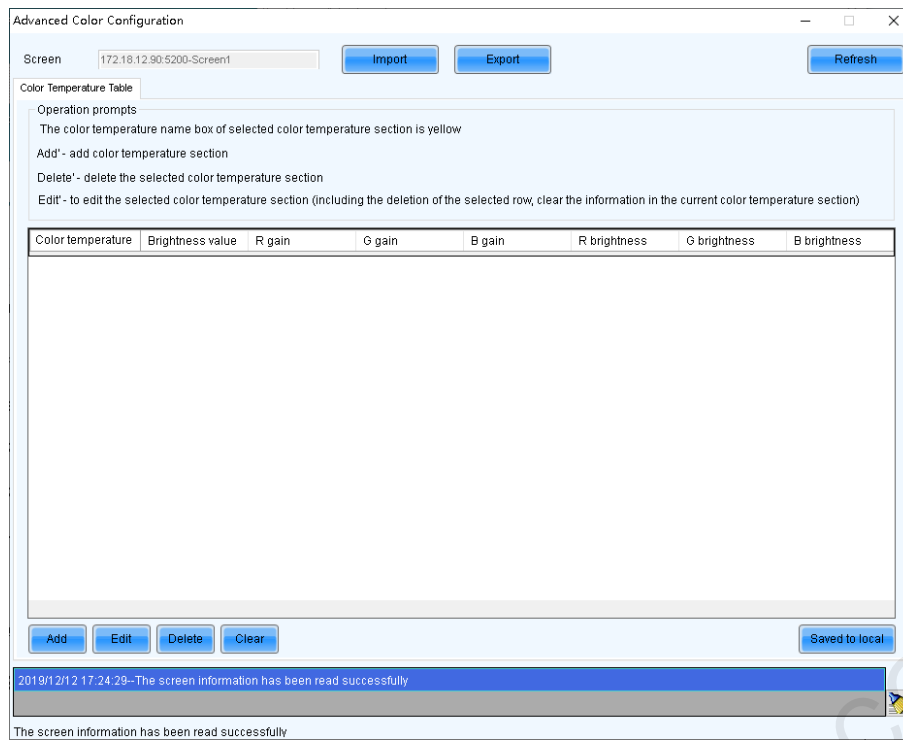 Advanced Color Configuration
Screen 172.18.12.90:5200-Screen1 Import Export Refresh
Color Temperature Table
Operation prompts
The color temperature name box of selected color temperature section is yellow
Add' - add color temperature section
Delete' - delete the selected color temperature section
Edit' - to edit the selected color temperature section (including the deletion of the selected row, clear the information in the current color temperature section)
Color temperature Brightness value R gain G gain B gain R brightness G brightness B brightness
Add Edit Delete Clear Saved to local
2019/12/12 17:24:29--The screen information has been read successfully
The screen information has been read successfully